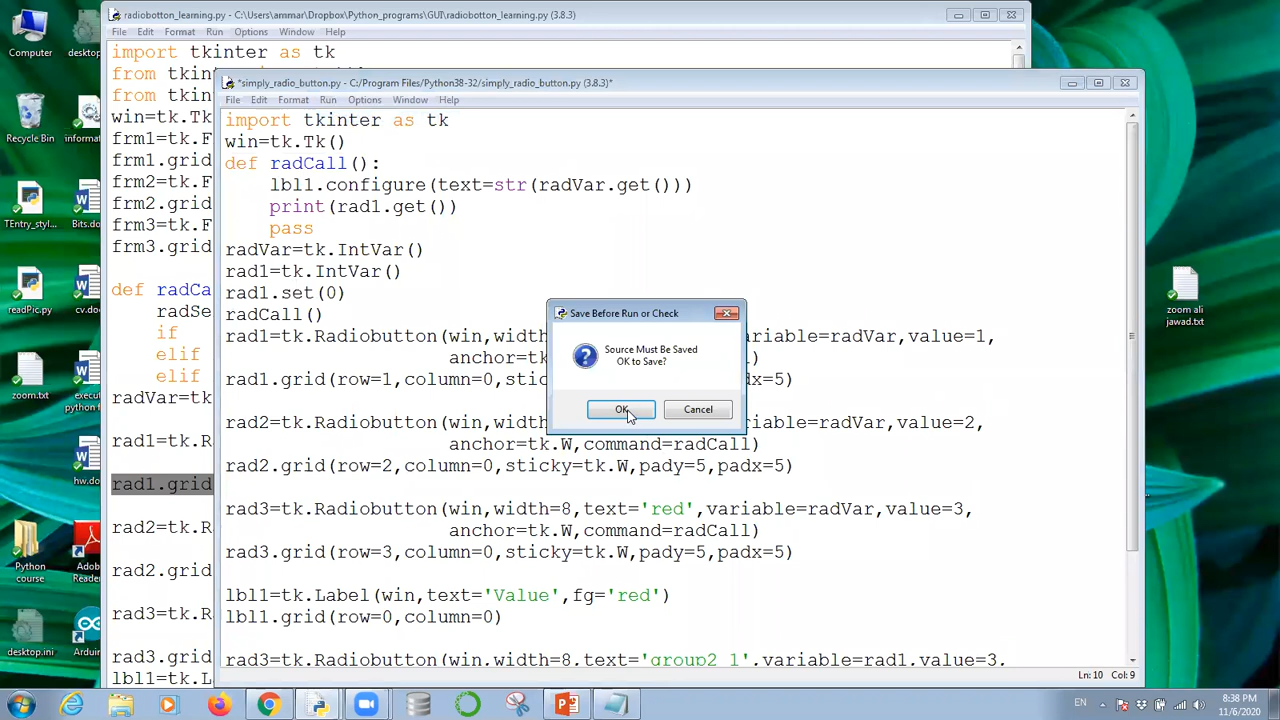 radiobotton_learning.py - C:\Users\ammar\Dropbox\Python_programs\GUI\radiobotton_learning.py (3.8.3)
File Edit Format Run Options Window Help
import tkinter as tk
from tkin
from tkin
win=tk.Tk
frm1=tk.F
frm1.grid
frm2=tk.F
frm2.grid
frm3=tk.F
frm3.grid
def radCa
radSe
if
elif
elif
radVar=tk
rad1=tk.R
rad1.grid
rad2=tk.R
rad2.grid
rad3=tk.R
rad3.grid
lbl1=tk.L
*simply_radio_button.py - C:/Program Files/Python38-32/simply_radio_button.py (3.8.3)*
File Edit Format Run Options Window Help
import tkinter as tk
win=tk.Tk()
def radCall():
lbl1.configure(text=str(radVar.get()))
print(rad1.get())
pass
radVar=tk.IntVar()
rad1=tk.IntVar()
rad1.set(0)
radCall()
rad1=tk.Radiobutton(win,width ariable=radVar,value=1,
anchor=tk )
rad1.grid(row=1,column=0,stic padx=5)
rad2=tk.Radiobutton(win,width ariable=radVar,value=2,
anchor=tk.W,command=radCall)
rad2.grid(row=2,column=0,sticky=tk.W,pady=5,padx=5)
rad3=tk.Radiobutton(win,width=8,text='red',variable=radVar,value=3,
anchor=tk.W,command=radCall)
rad3.grid(row=3,column=0,sticky=tk.W,pady=5,padx=5)
lbl1=tk.Label(win,text='Value',fg='red')
lbl1.grid(row=0,column=0)
rad3=tk.Radiobutton(win,width=8,text='group2 1',variable=rad1,value=3,
Ln: 10 Col: 9
Save Before Run or Check
Source Must Be Saved
OK to Save?
OK
Cancel
Computer
desktop
Recycle Bin
informat
TEntry_styl...
Bits.do
readPic.py
cv.do
zoom.txt
execut
python f
hw.do
Python
course
Adob
Reade
desktop.ini
Arduin
zoom ali
jawad.txt
EN
8:38 PM
11/6/2020